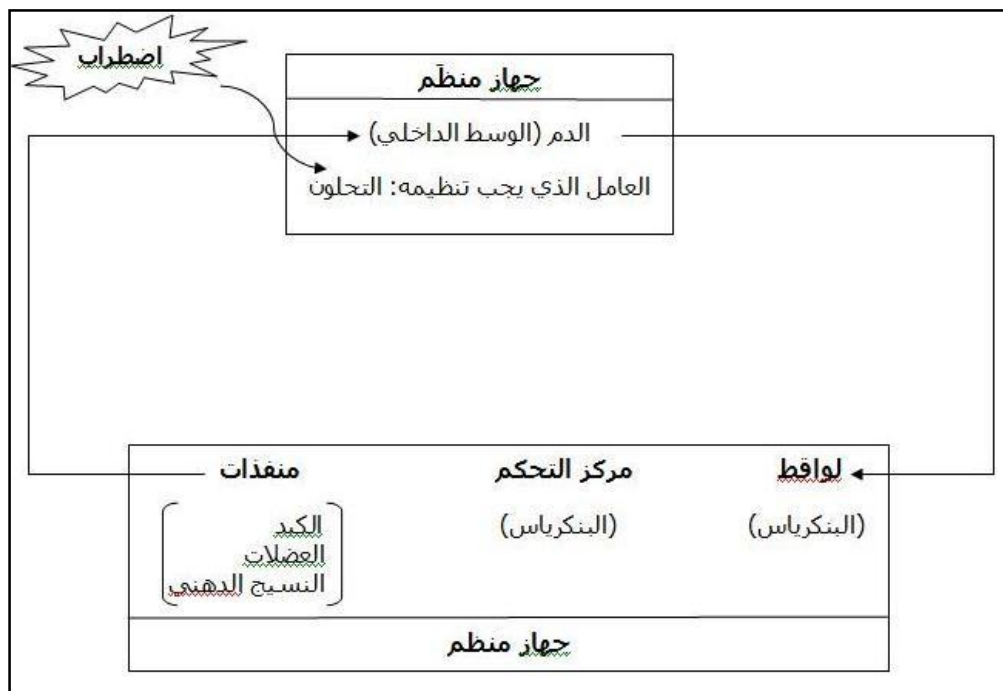 اضطراب
جهاز منظَم
الدم (الوسط الداخلي)
العامل الذي يجب تنظيمه: التحلون
لواقط
مركز التحكم
منفذات
(البنكرياس)
(البنكرياس)
الكبد
العضلات
النسيج الدهني
جهاز منظم